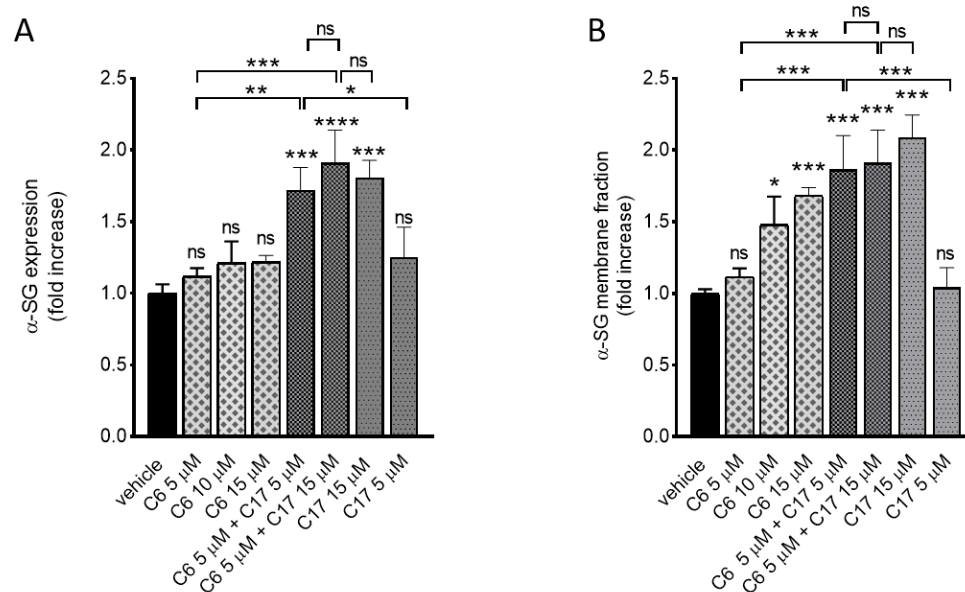 A
ns
***
ns
**
*
2.5
****
***
***
2.0
ns
ns
ns
ns
1.5
1.0
0.5
0.0
α-SG expression
(fold increase)
vehicle
C6 5 μM
C6 10 μM
C6 15 μM
C6 5 μM + C17 5 μM
C6 5 μM + C17 15 μM
C17 15 μM
C17 5 μM
B
ns
***
ns
***
***
2.5
***
***
***
***
2.0
*
ns
ns
1.5
1.0
0.5
0.0
α-SG membrane fraction
(fold increase)
vehicle
C6 5 μM
C6 10 μM
C6 15 μM
C6 5 μM + C17 5 μM
C6 5 μM + C17 15 μM
C17 15 μM
C17 5 μM